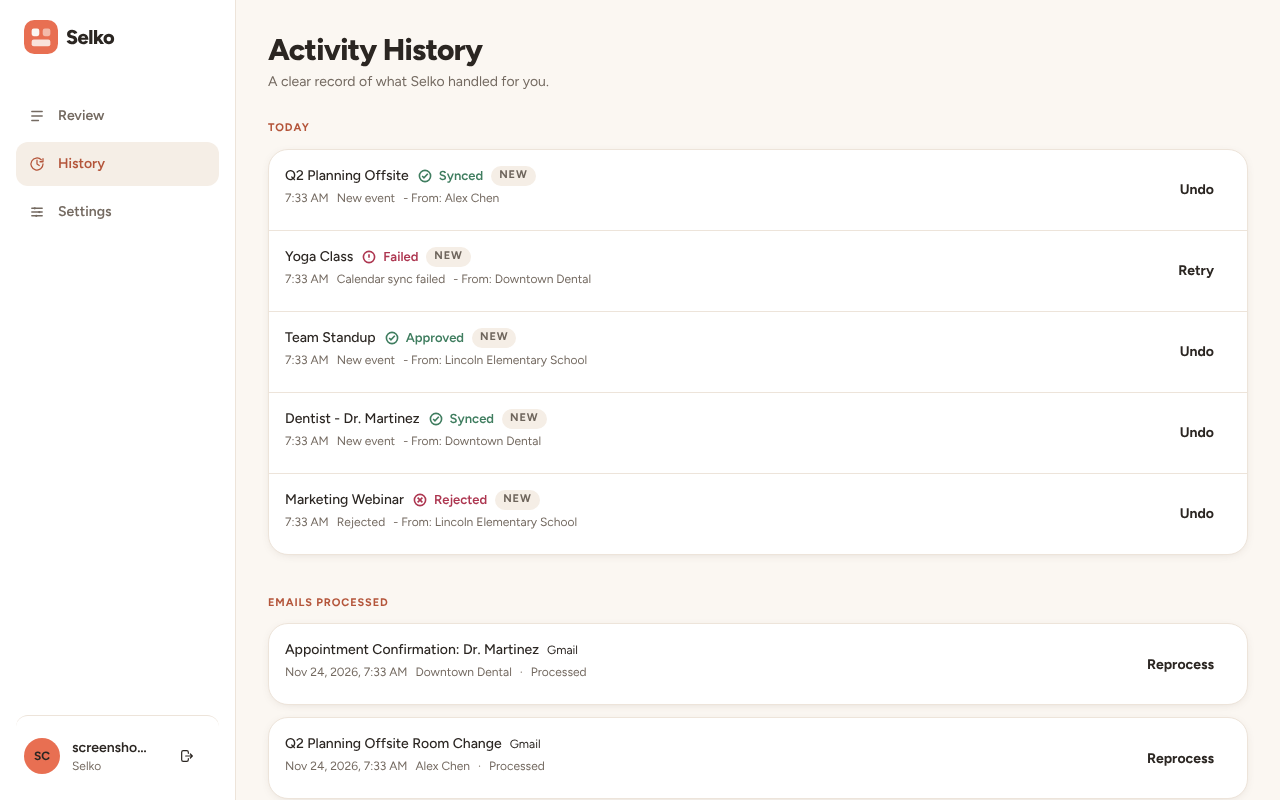 Selko
Review
History
Settings
SC
screensho...
Selko
Activity History
A clear record of what Selko handled for you.
TODAY
Q2 Planning Offsite Synced NEW
7:33 AM New event - From: Alex Chen
Undo
Yoga Class Failed NEW
7:33 AM Calendar sync failed - From: Downtown Dental
Retry
Team Standup Approved NEW
7:33 AM New event - From: Lincoln Elementary School
Undo
Dentist - Dr. Martinez Synced NEW
7:33 AM New event - From: Downtown Dental
Undo
Marketing Webinar Rejected NEW
7:33 AM Rejected - From: Lincoln Elementary School
Undo
EMAILS PROCESSED
Appointment Confirmation: Dr. Martinez Gmail
Nov 24, 2026, 7:33 AM Downtown Dental · Processed
Reprocess
Q2 Planning Offsite Room Change Gmail
Nov 24, 2026, 7:33 AM Alex Chen · Processed
Reprocess